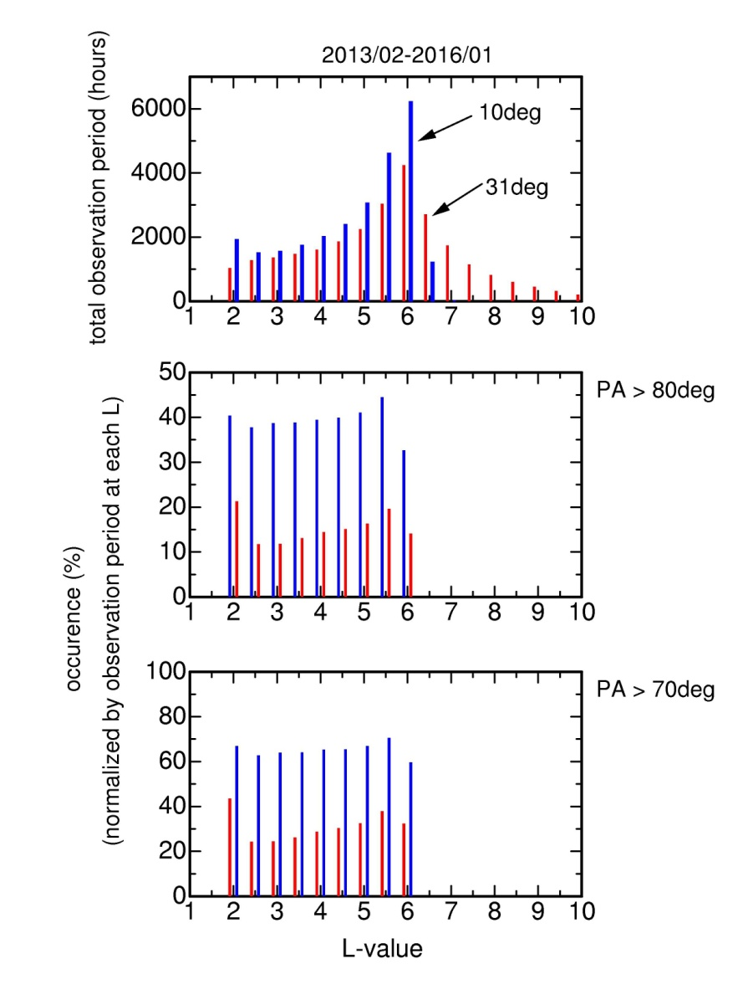 2013/02-2016/01
total observation period (hours)
6000
4000
2000
0
10deg
31deg
1 2 3 4 5 6 7 8 9 10
occurence (%)
(normalized by observation period at each L)
50
40
30
20
10
0
PA > 80deg
1 2 3 4 5 6 7 8 9 10
100
80
60
40
20
0
PA > 70deg
1 2 3 4 5 6 7 8 9 10
L-value